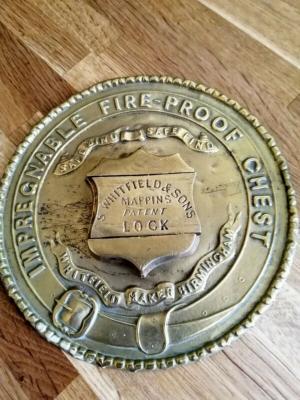 IMPREGNABLE FIRE-PROOF CHEST
S. WHITFIELD & SONS
MAPPINS
PATENT
LOCK
WHITFIELD MAKER BIRMINGHAM